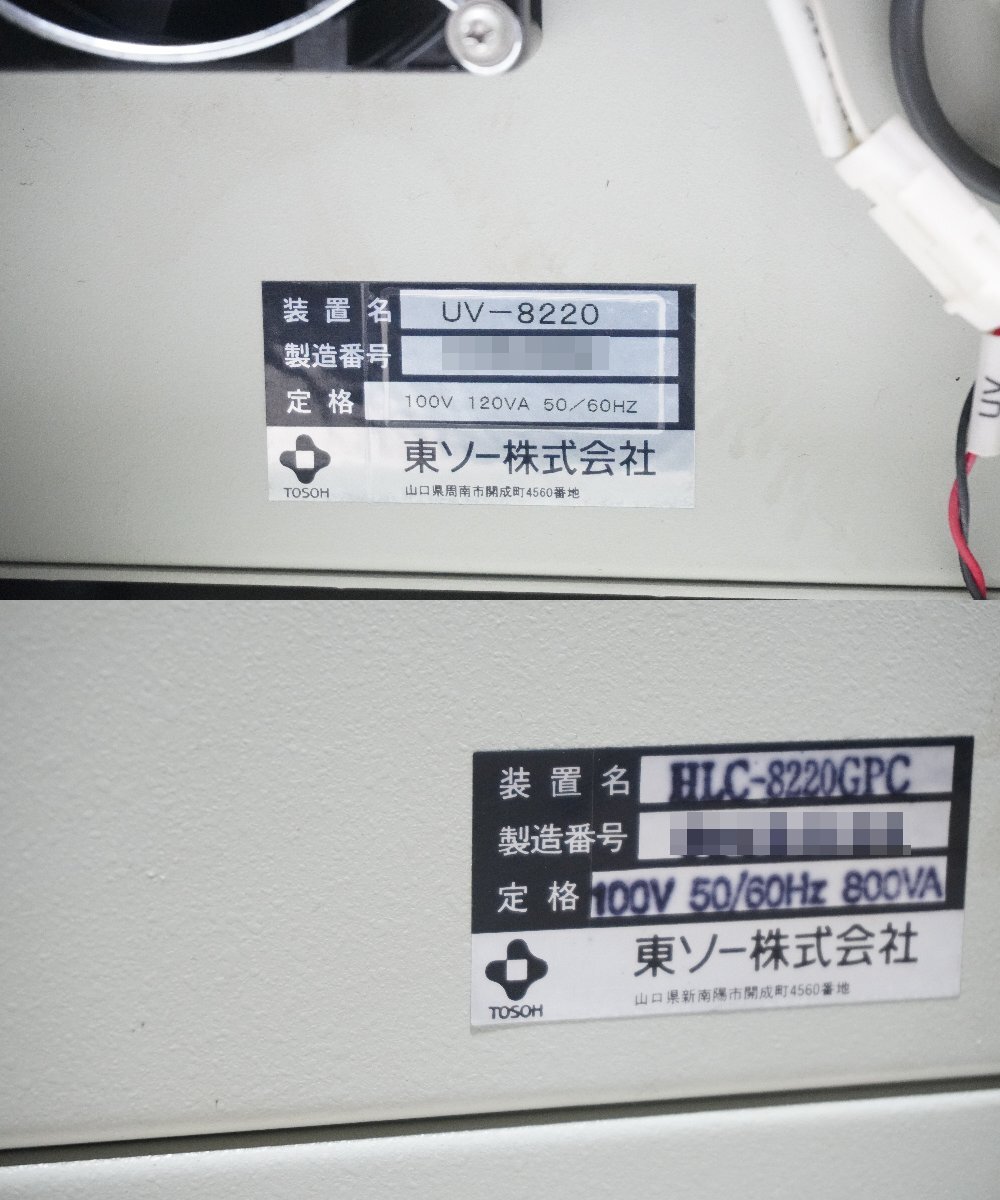 装置名 UV-8220
製造番号
定格 100V 120VA 50/60HZ
東ソー株式会社
TOSOH 山口県周南市開成町4560番地
UV
装置名 HLC-8220GPC
製造番号
定格 100V 50/60Hz 800VA
東ソー株式会社
TOSOH 山口県新南陽市開成町4560番地